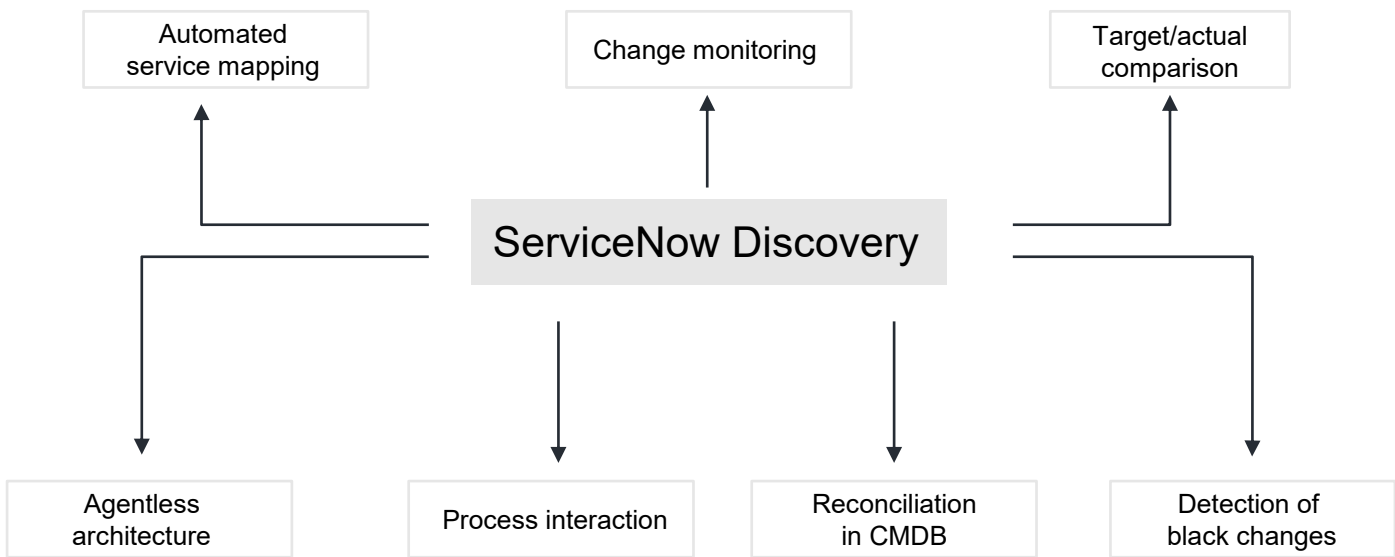 Automated
service mapping
Change monitoring
Target/actual
comparison
ServiceNow Discovery
Agentless
architecture
Process interaction
Reconciliation
in CMDB
Detection of
black changes